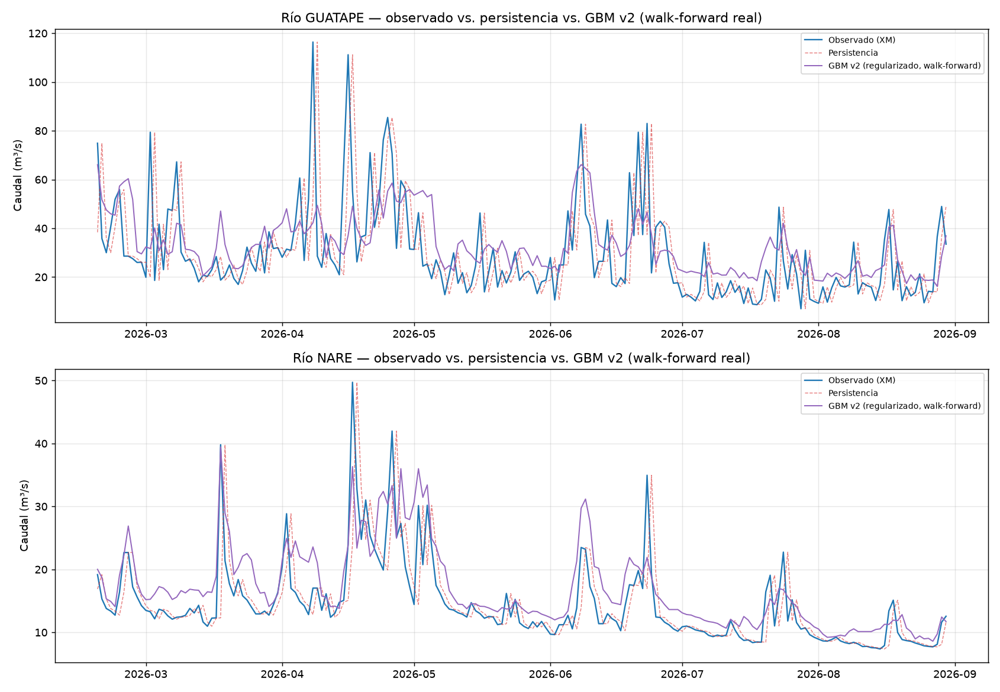 Río GUATAPE — observado vs. persistencia vs. GBM v2 (walk-forward real)
Observado (XM)
Persistencia
GBM v2 (regularizado, walk-forward)
Caudal (m³/s)
120
100
80
60
40
20
2026-03 2026-04 2026-05 2026-06 2026-07 2026-08 2026-09
Río NARE — observado vs. persistencia vs. GBM v2 (walk-forward real)
Observado (XM)
Persistencia
GBM v2 (regularizado, walk-forward)
Caudal (m³/s)
50
40
30
20
10
2026-03 2026-04 2026-05 2026-06 2026-07 2026-08 2026-09